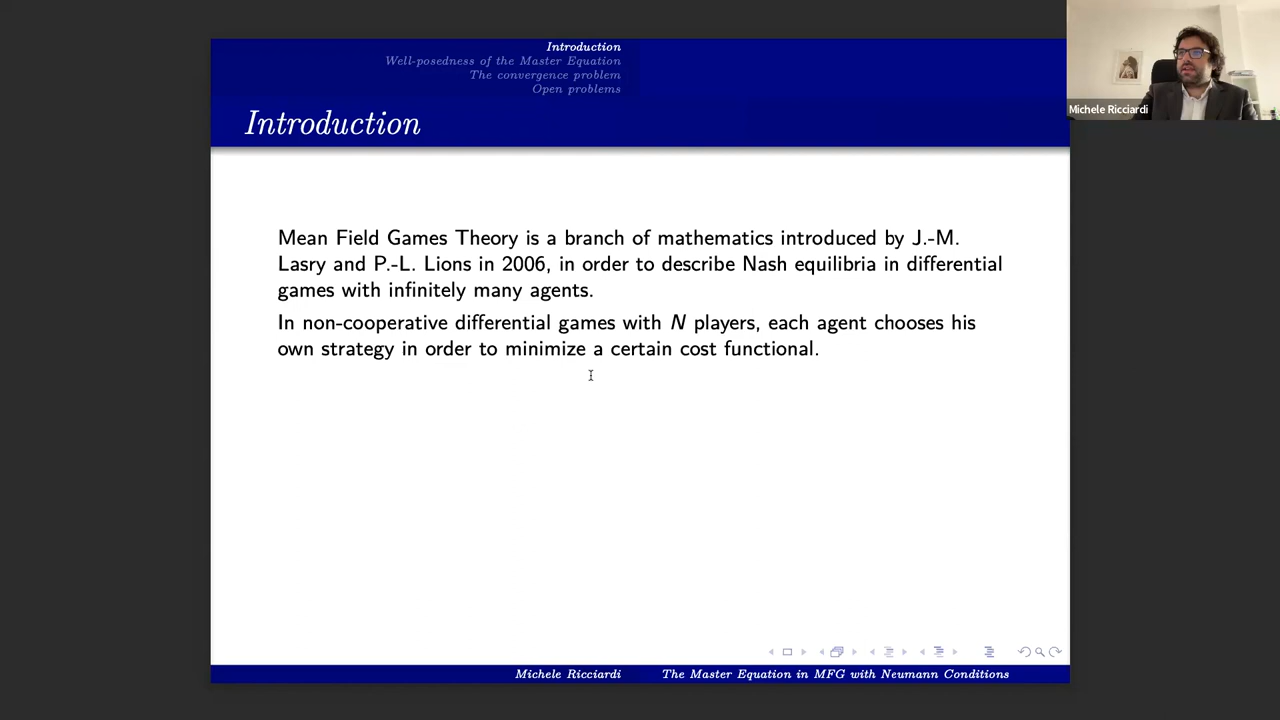 Introduction
Well-posedness of the Master Equation
The convergence problem
Open problems
Introduction
Michele Ricciardi
Mean Field Games Theory is a branch of mathematics introduced by J.-M.
Lasry and P.-L. Lions in 2006, in order to describe Nash equilibria in differential
games with infinitely many agents.
In non-cooperative differential games with N players, each agent chooses his
own strategy in order to minimize a certain cost functional.
Michele Ricciardi
The Master Equation in MFG with Neumann Conditions